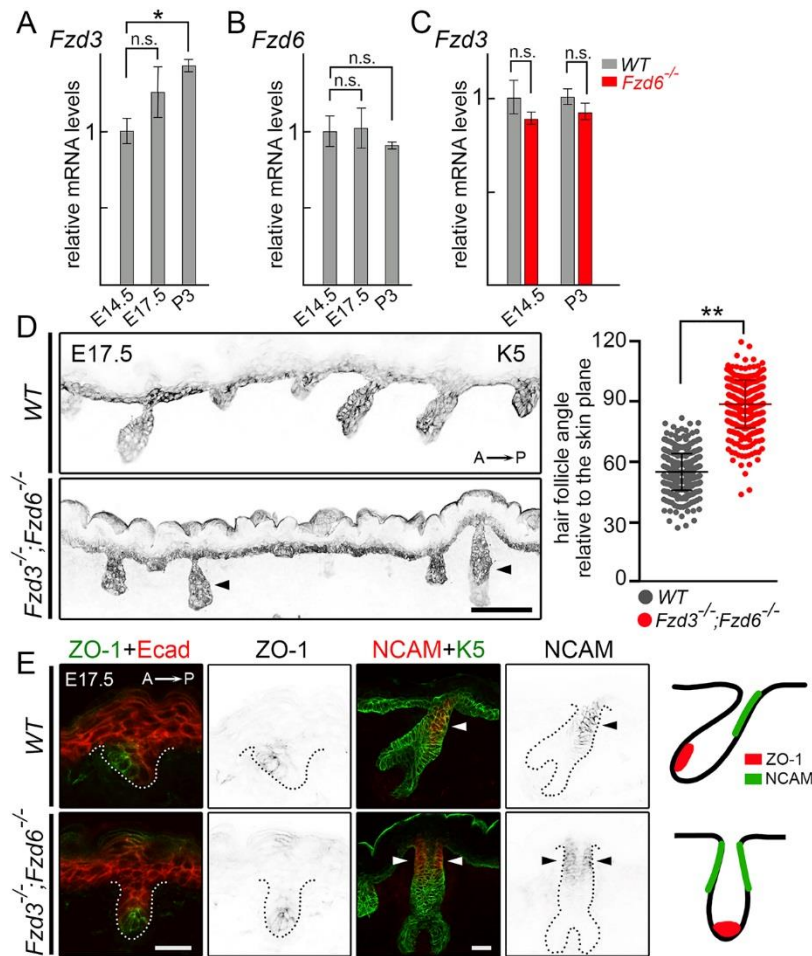 A
Fzd3
*
n.s.
relative mRNA levels
1
E14.5
E17.5
P3
B
Fzd6
n.s.
n.s.
relative mRNA levels
1
E14.5
E17.5
P3
C
Fzd3
n.s.
n.s.
WT
Fzd6-/-
relative mRNA levels
1
E14.5
P3
D
E17.5
K5
WT
A→P
Fzd3-/-;Fzd6-/-
**
hair follicle angle
relative to the skin plane
120
90
60
30
0
WT
Fzd3-/-;Fzd6-/-
E
ZO-1+Ecad
ZO-1
NCAM+K5
NCAM
E17.5
A→P
WT
ZO-1
NCAM
Fzd3-/-;Fzd6-/-